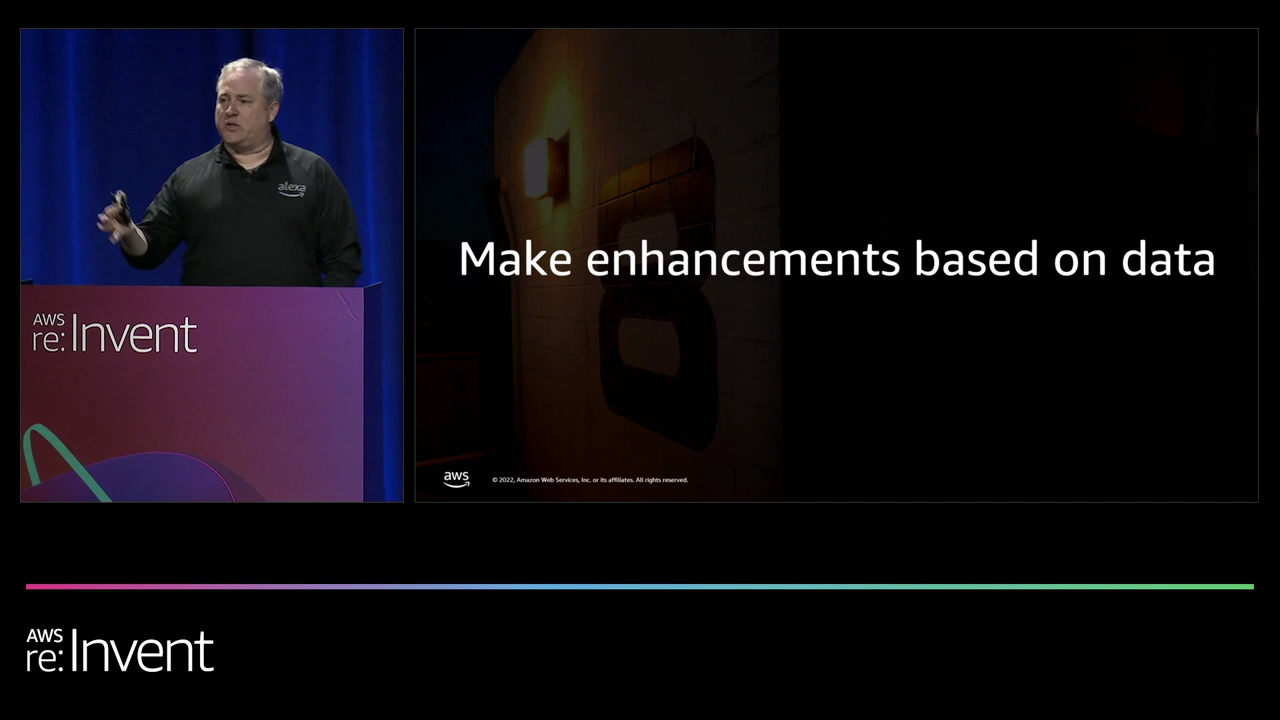 alexa
AWS
re:Invent
Make enhancements based on data
8
aws
© 2022, Amazon Web Services, Inc. or its affiliates. All rights reserved.
AWS
re:Invent